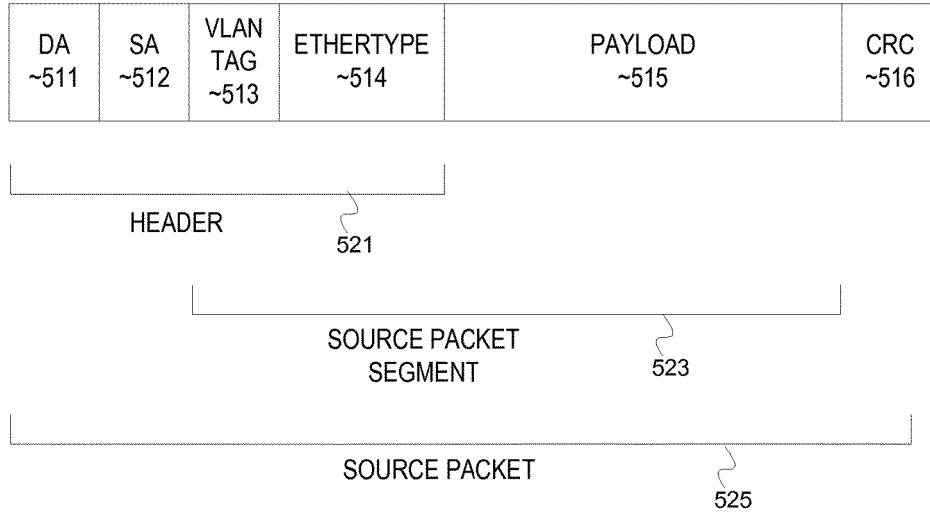 DA
~511
SA
~512
VLAN
TAG
~513
ETHERTYPE
~514
PAYLOAD
~515
CRC
~516
HEADER
521
SOURCE PACKET
SEGMENT
523
SOURCE PACKET
525